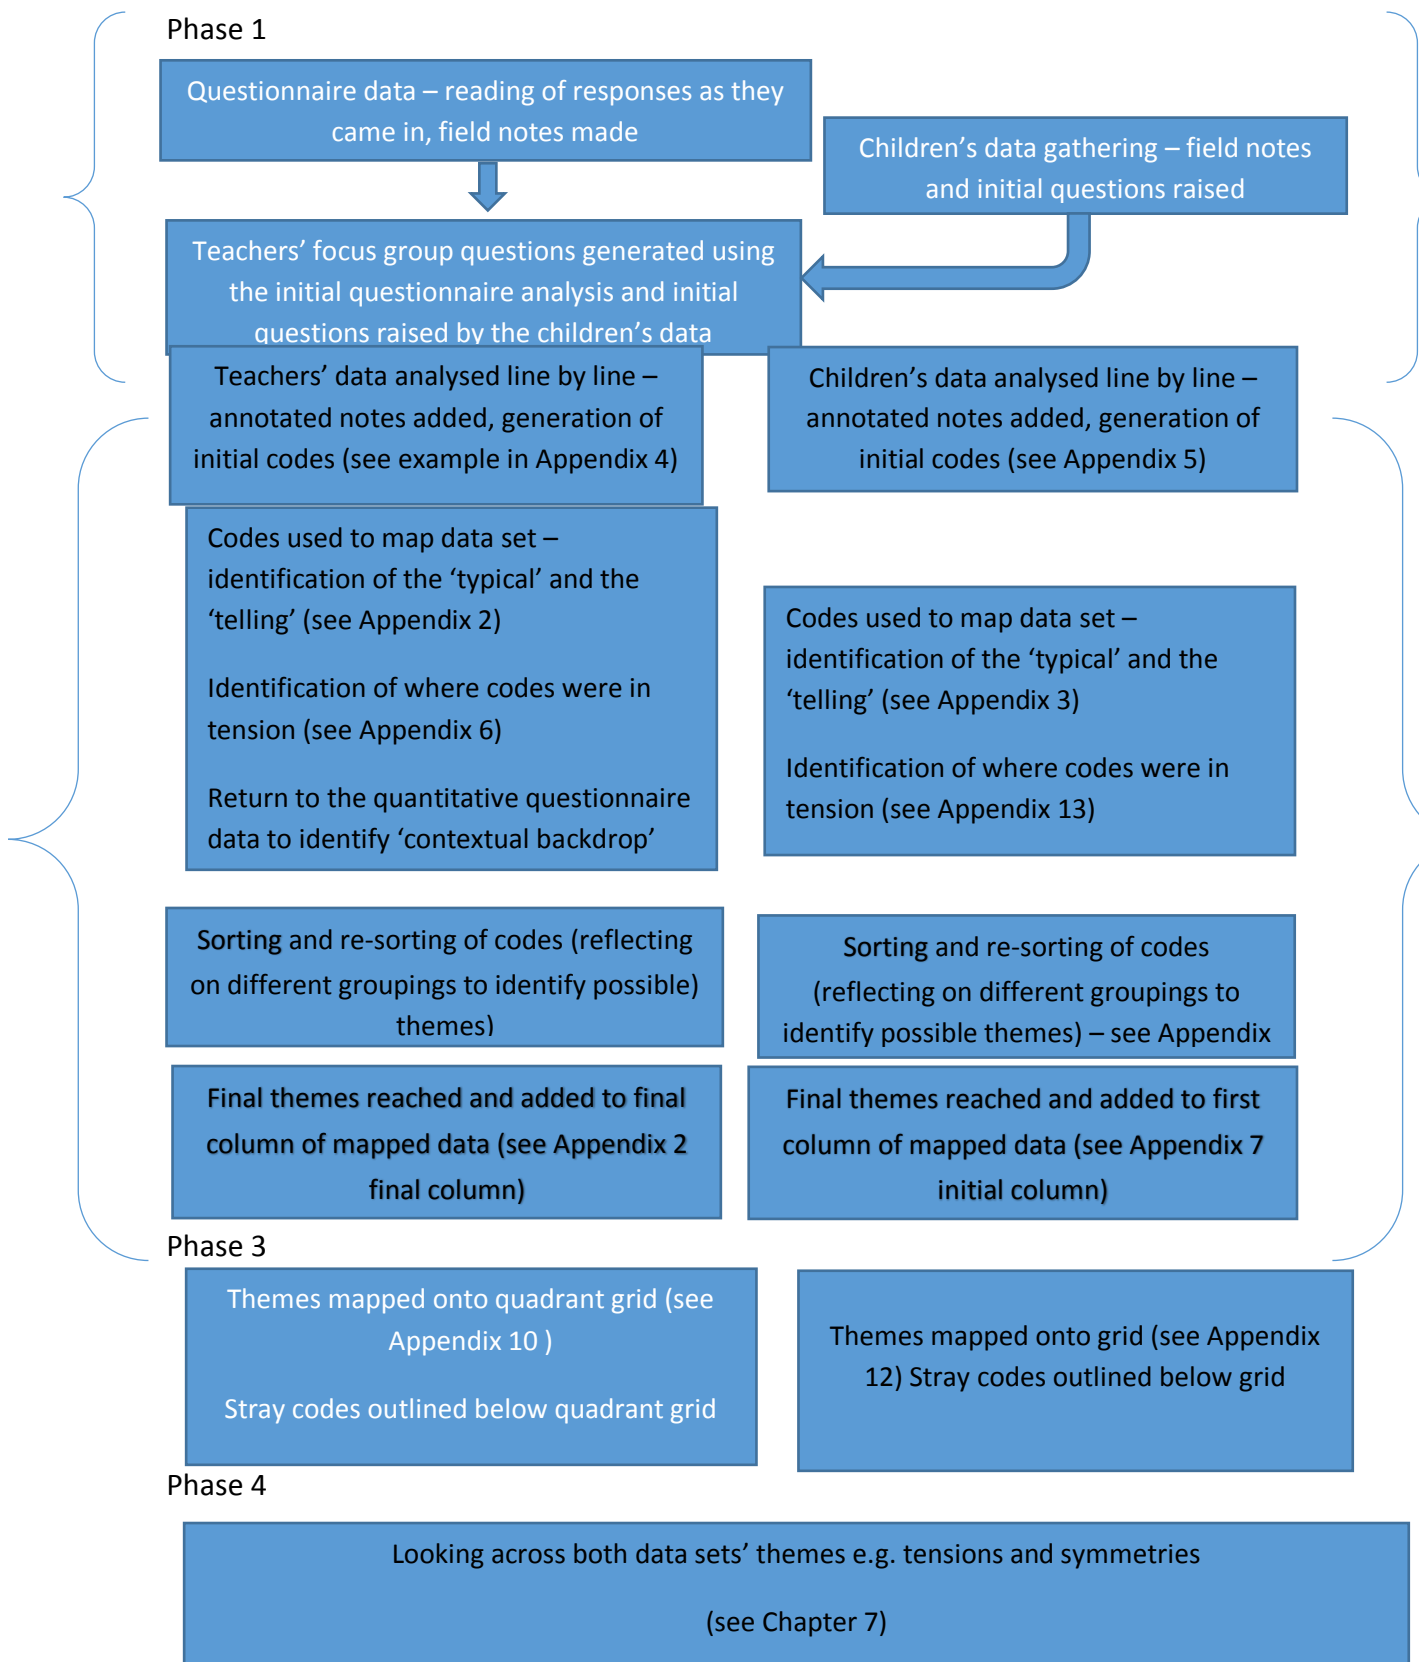 Phase 1
Questionnaire data – reading of responses as they
came in, field notes made
Children’s data gathering – field notes
and initial questions raised
Teachers’ focus group questions generated using
the initial questionnaire analysis and initial
questions raised by the children’s data
Teachers’ data analysed line by line –
annotated notes added, generation of
initial codes (see example in Appendix 4)
Children’s data analysed line by line –
annotated notes added, generation of
initial codes (see Appendix 5)
Codes used to map data set –
identification of the ‘typical’ and the
‘telling’ (see Appendix 2)
Identification of where codes were in
tension (see Appendix 6)
Return to the quantitative questionnaire
data to identify ‘contextual backdrop’
Codes used to map data set –
identification of the ‘typical’ and the
‘telling’ (see Appendix 3)
Identification of where codes were in
tension (see Appendix 13)
Sorting and re-sorting of codes (reflecting
on different groupings to identify possible)
themes)
Sorting and re-sorting of codes
(reflecting on different groupings to
identify possible themes) – see Appendix
Final themes reached and added to final
column of mapped data (see Appendix 2
final column)
Final themes reached and added to first
column of mapped data (see Appendix 7
initial column)
Phase 3
Themes mapped onto quadrant grid (see
Appendix 10 )
Stray codes outlined below quadrant grid
Themes mapped onto grid (see Appendix
12) Stray codes outlined below grid
Phase 4
Looking across both data sets’ themes e.g. tensions and symmetries
(see Chapter 7)